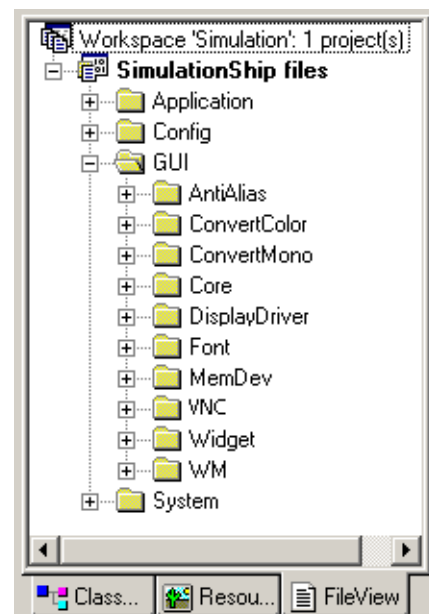 Workspace 'Simulation': 1 project(s)
SimulationShip files
Application
Config
GUI
AntiAlias
ConvertColor
ConvertMono
Core
DisplayDriver
Font
MemDev
VNC
Widget
WM
System
Class... Resou... FileView